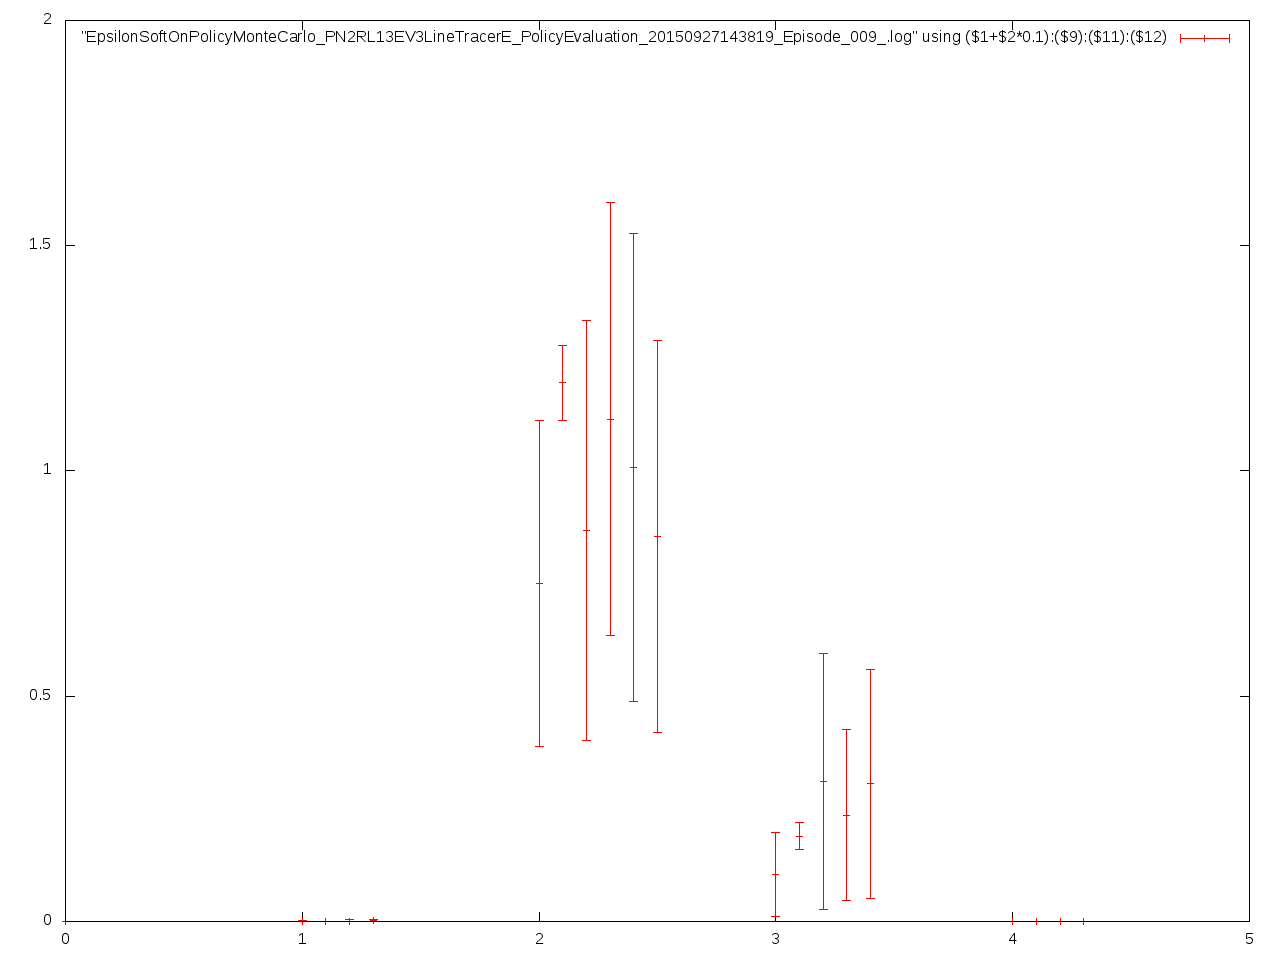 2
"EpsilonSoftOnPolicyMonteCarlo_PN2RL13EV3LineTracerE_PolicyEvaluation_20150927143819_Episode_009_.log" using ($1+$2*0.1):($9):($11):($12)
1.5
1
0.5
0
0 1 2 3 4 5